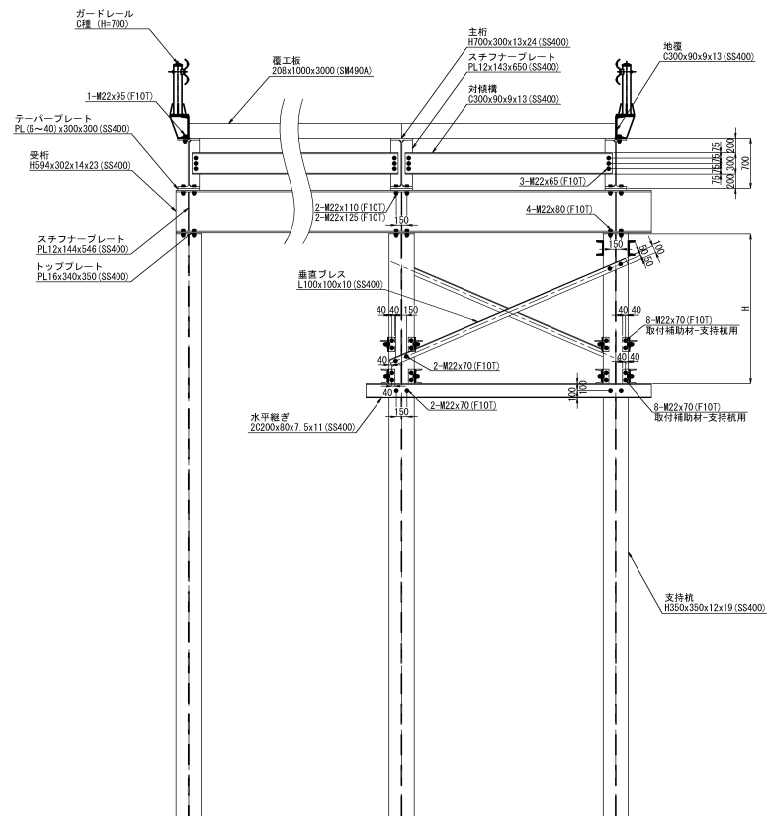 ガードレール
C種 (H=700)
主桁
H700x300x13x24(SS400)
スチフナープレート
PL12x143x650(SS400)
対傾構
C300x90x9x13(SS400)
地覆
C300x90x9x13(SS400)
覆工板
208x1000x3000(SM490A)
1-M22x95(F10T)
テーパープレート
PL(6〜40)x300x300(SS400)
受桁
H594x302x14x23(SS400)
75
75
75
75
200
300
200
700
3-M22x65(F10T)
2-M22x110(F10T)
2-M22x125(F10T)
150
4-M22x80(F10T)
150
スチフナープレート
PL12x144x546(SS400)
トッププレート
PL16x340x350(SS400)
垂直ブレス
L100x100x10(SS400)
100
50
50
H
40
40
150
40
40
8-M22x70(F10T)
取付補助材-支持杭用
40
2-M22x70(F10T)
40
40
40
2-M22x70(F10T)
150
100
100
8-M22x70(F10T)
取付補助材-支持杭用
水平継ぎ
2C200x80x7.5x11(SS400)
支持杭
H350x350x12x19(SS400)